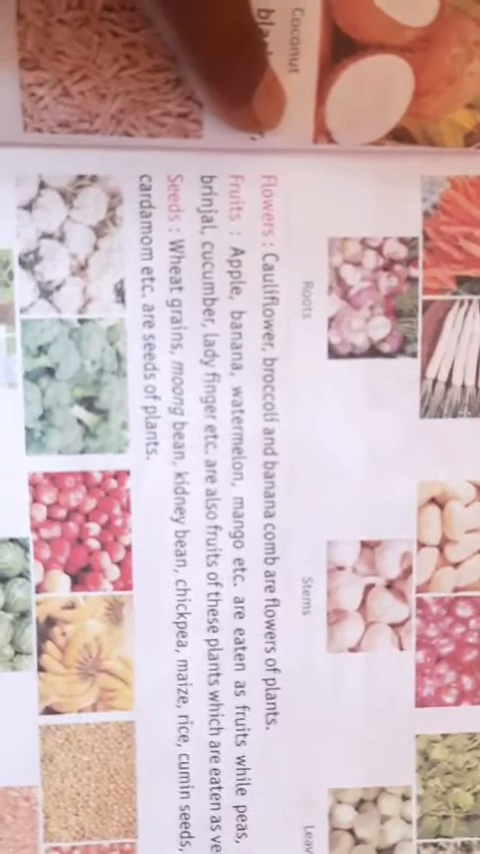 Coconut
Roots
Stems
Flowers : Cauliflower, broccoli and banana comb are flowers of plants.
Fruits : Apple, banana, watermelon, mango etc. are eaten as fruits while peas,
brinjal, cucumber, lady finger etc. are also fruits of these plants which are eaten as ve
Seeds : Wheat grains, moong bean, kidney bean, chickpea, maize, rice, cumin seeds,
cardamom etc. are seeds of plants.